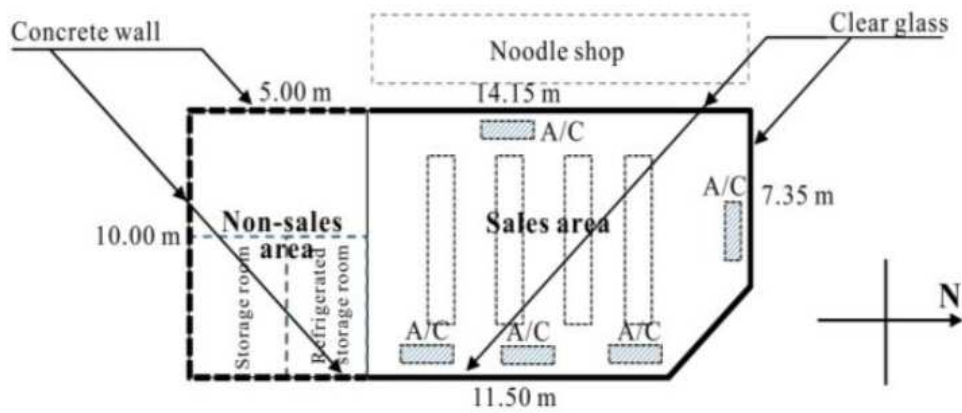 Concrete wall
Noodle shop
Clear glass
5.00 m
14.15 m
A/C
A/C
7.35 m
Non-sales
area
Sales area
10.00 m
Storage room
Refrigerated
storage room
A/C
A/C
A/C
N
11.50 m